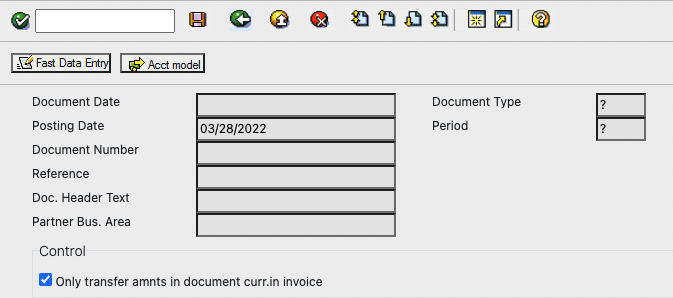 Fast Data Entry Acct model
Document Date Document Type ?
Posting Date 03/28/2022 Period ?
Document Number
Reference
Doc. Header Text
Partner Bus. Area
Control
Only transfer amnts in document curr.in invoice